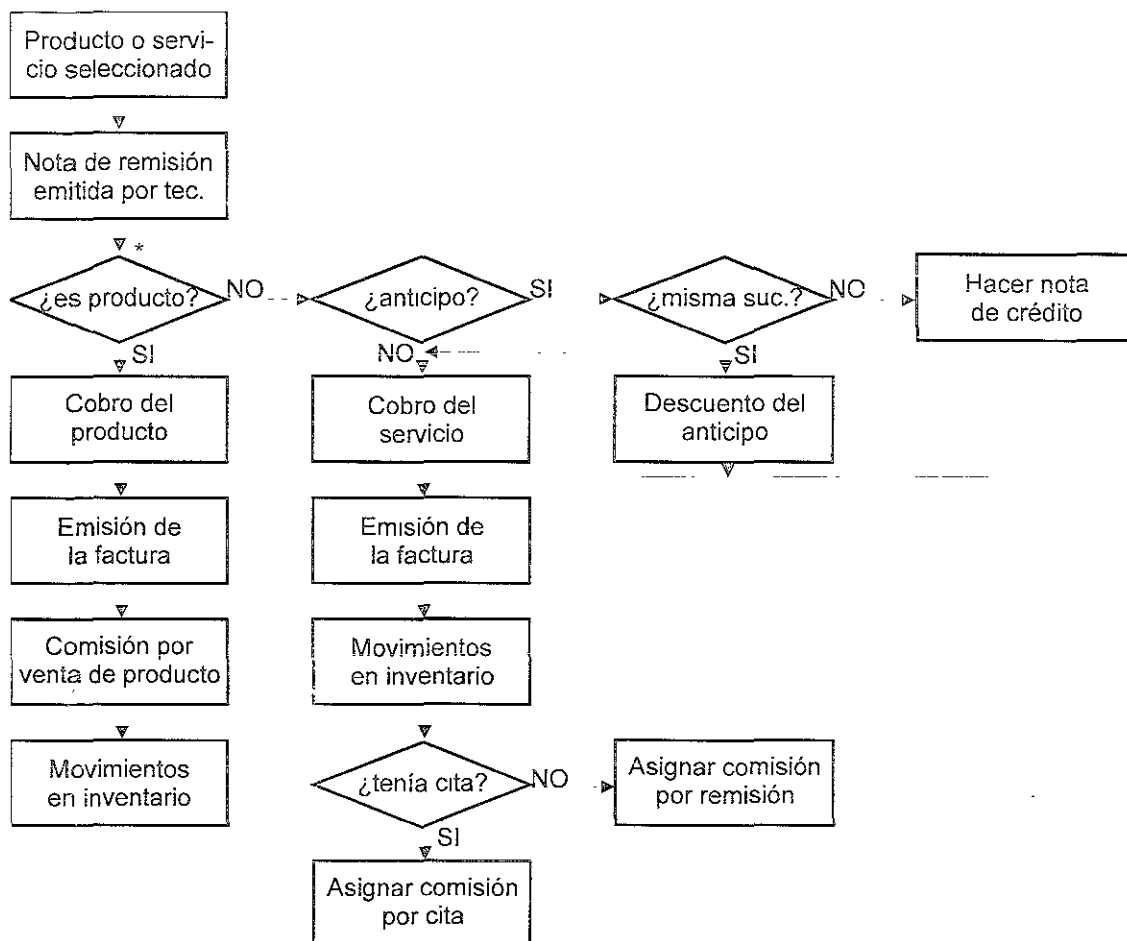 Producto o servi-
cio seleccionado
Nota de remisión
emitida por tec.
*
¿es producto?
NO
¿anticipo?
SI
¿misma suc.?
NO
Hacer nota
de crédito
SI
NO
SI
Cobro del
producto
Cobro del
servicio
Descuento del
anticipo
Emisión de
la factura
Emisión de
la factura
Comisión por
venta de producto
Movimientos
en inventario
Movimientos
en inventario
¿tenía cita?
NO
Asignar comisión
por remisión
SI
Asignar comisión
por cita